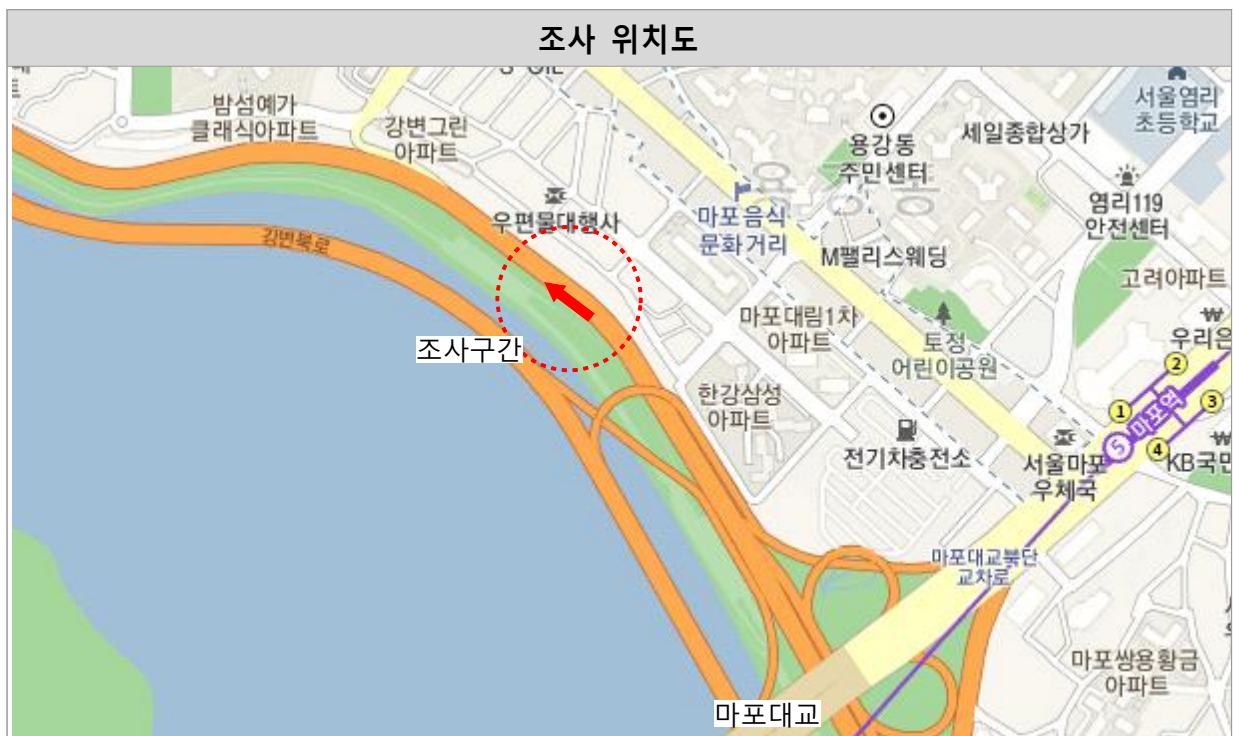 조사 위치도
서울염리
초등학교
밤섬예가
클래식아파트
강변그린
아파트
용강동
주민센터
세일종합상가
염리119
안전센터
우편물대행사
마포음식
문화거리
강변북로
M팰리스웨딩
고려아파트
조사구간
마포대림1차
아파트
토정
어린이공원
우리은
한강삼성
아파트
2
1
3
마포역
5
4
전기차충전소
서울마포
우체국
KB국민
마포대교북단
교차로
마포쌍용황금
아파트
마포대교